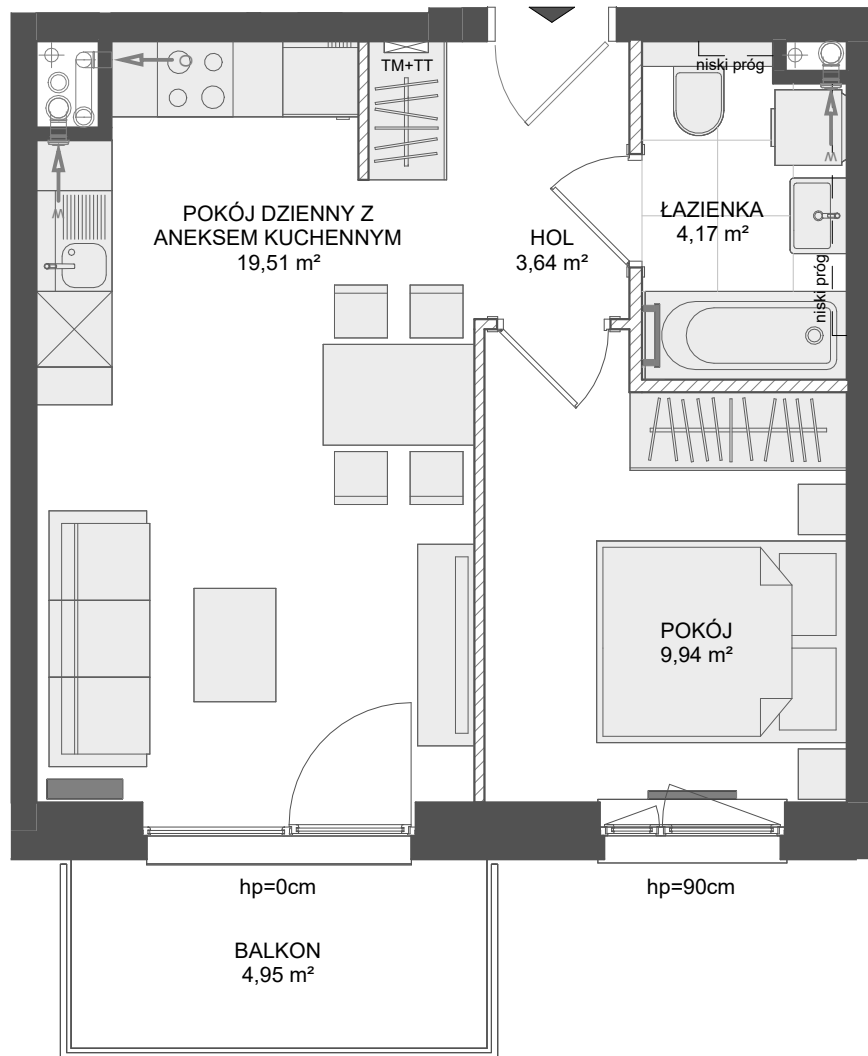 TM+TT
niski próg
POKÓJ DZIENNY Z
ANEKSEM KUCHENNYM
19,51 m²
HOL
3,64 m²
ŁAZIENKA
4,17 m²
niski próg
POKÓJ
9,94 m²
hp=0cm
hp=90cm
BALKON
4,95 m²